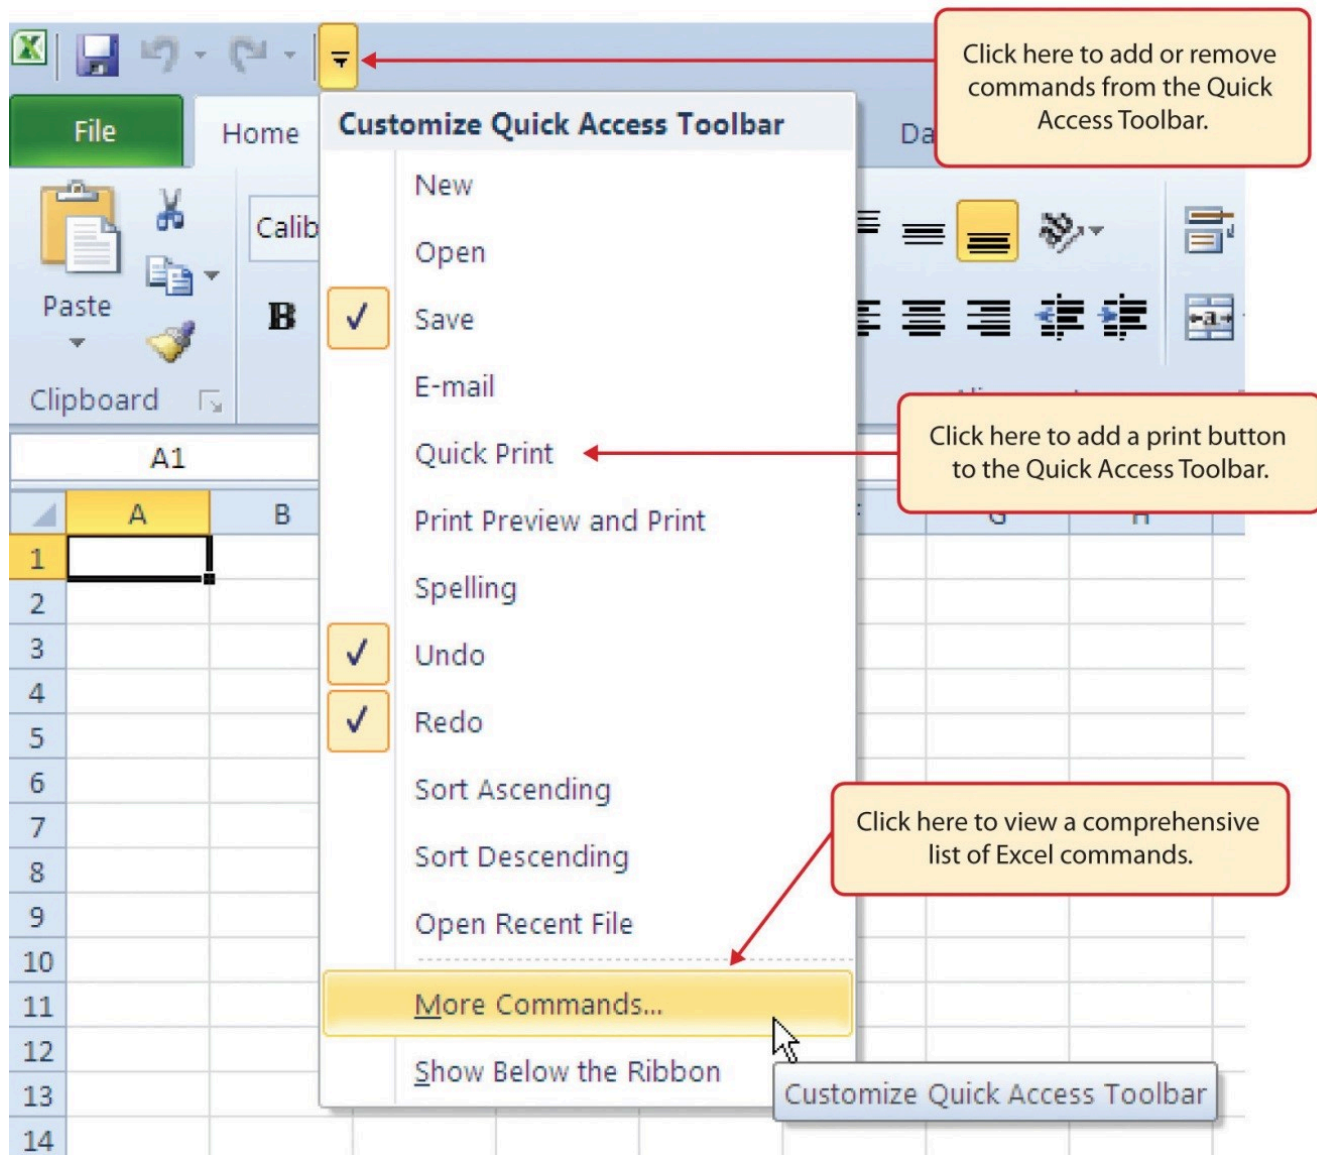 Click here to add or remove
commands from the Quick
Access Toolbar.
File
Home
Customize Quick Access Toolbar
Da
New
Calib
Open
Paste
B
Save
E-mail
Clipboard
Click here to add a print button
to the Quick Access Toolbar.
A1
Quick Print
A
B
G
H
Print Preview and Print
1
2
Spelling
3
Undo
4
5
Redo
6
Sort Ascending
7
Click here to view a comprehensive
list of Excel commands.
8
Sort Descending
9
Open Recent File
10
11
More Commands...
12
Show Below the Ribbon
13
Customize Quick Access Toolbar
14